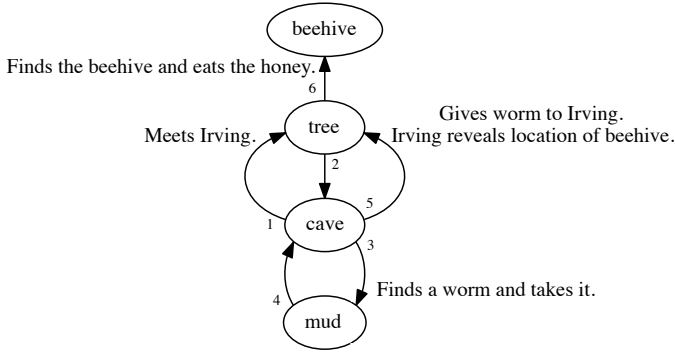 beehive
Finds the beehive and eats the honey.
6
Gives worm to Irving.
Meets Irving.
tree
Irving reveals location of beehive.
2
5
1
cave
3
4
Finds a worm and takes it.
mud